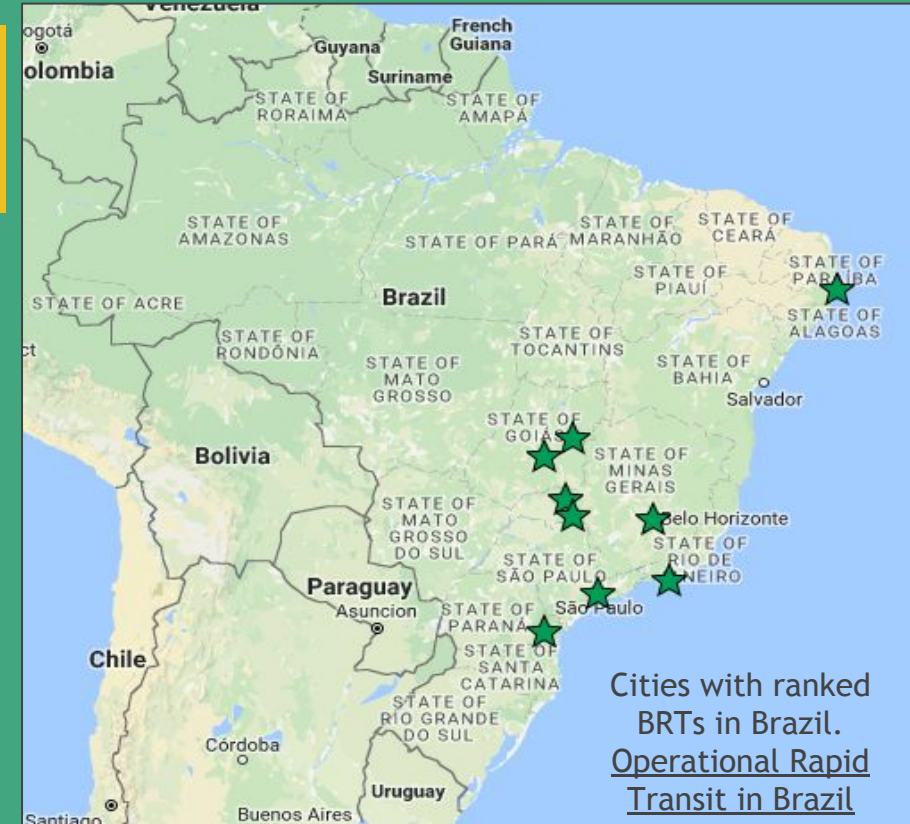 Venezuela
ogotá
olombia
French
Guiana
Guyana
Suriname
STATE OF
RORAIMA
STATE OF
AMAPÁ
STATE OF
AMAZONAS
STATE OF PARÁ
STATE OF
MARANHÃO
STATE OF
CEARÁ
STATE OF
PIAUÍ
STATE OF
PARAÍBA
STATE OF
ALAGOAS
STATE OF ACRE
Brazil
STATE OF
RONDÔNIA
STATE OF
MATO
GROSSO
STATE OF
TOCANTINS
STATE OF
BAHIA
Salvador
ct
STATE OF
GOIÁS
Bolivia
STATE OF
MINAS
GERAIS
STATE OF
MATO
GROSSO
DO SUL
Belo Horizonte
STATE OF
RIO DE
JANEIRO
STATE OF
SÃO PAULO
São Paulo
Paraguay
Asuncion
STATE OF
PARANÁ
STATE OF
SANTA
CATARINA
Chile
STATE OF
RIO GRANDE
DO SUL
Córdoba
Uruguay
Santiago
Buenos Aires
Cities with ranked
BRTs in Brazil.
Operational Rapid
Transit in Brazil